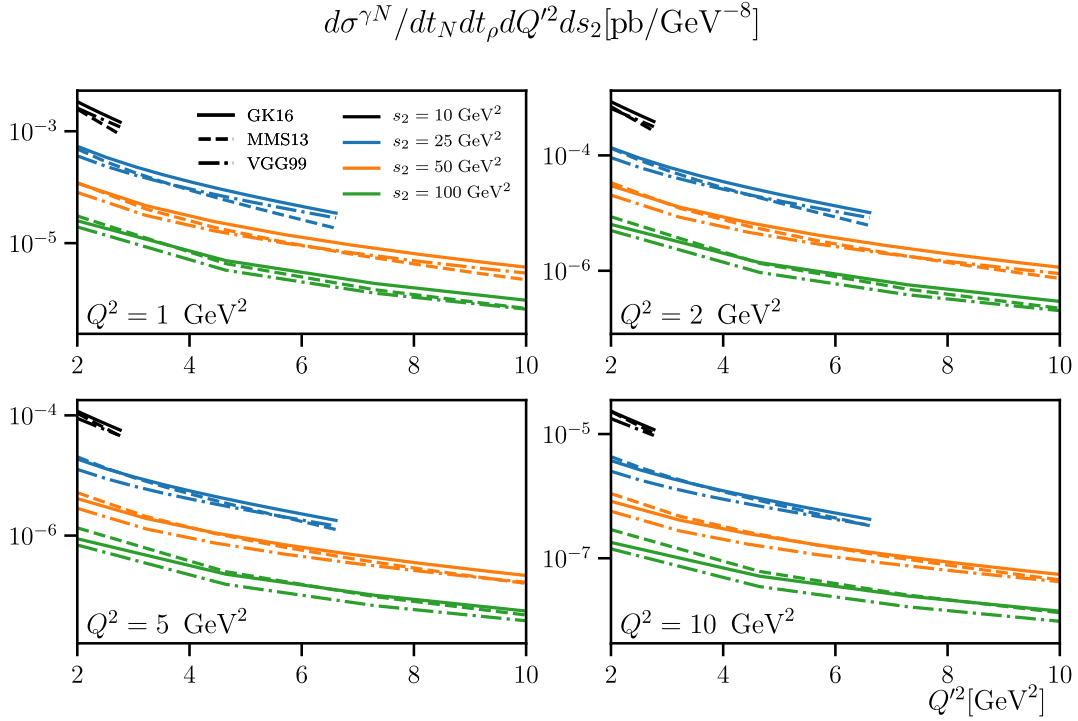 dσ^{γN}/dt_N dt_ρ dQ'^2 ds_2[pb/GeV^{-8}]
GK16
MMS13
VGG99
s_2 = 10 GeV^2
s_2 = 25 GeV^2
s_2 = 50 GeV^2
s_2 = 100 GeV^2
10^{-3}
10^{-5}
Q^2 = 1 GeV^2
2 4 6 8 10
10^{-4}
10^{-6}
Q^2 = 2 GeV^2
2 4 6 8 10
10^{-4}
10^{-6}
Q^2 = 5 GeV^2
2 4 6 8 10
10^{-5}
10^{-7}
Q^2 = 10 GeV^2
2 4 6 8 10
Q'^2[GeV^2]